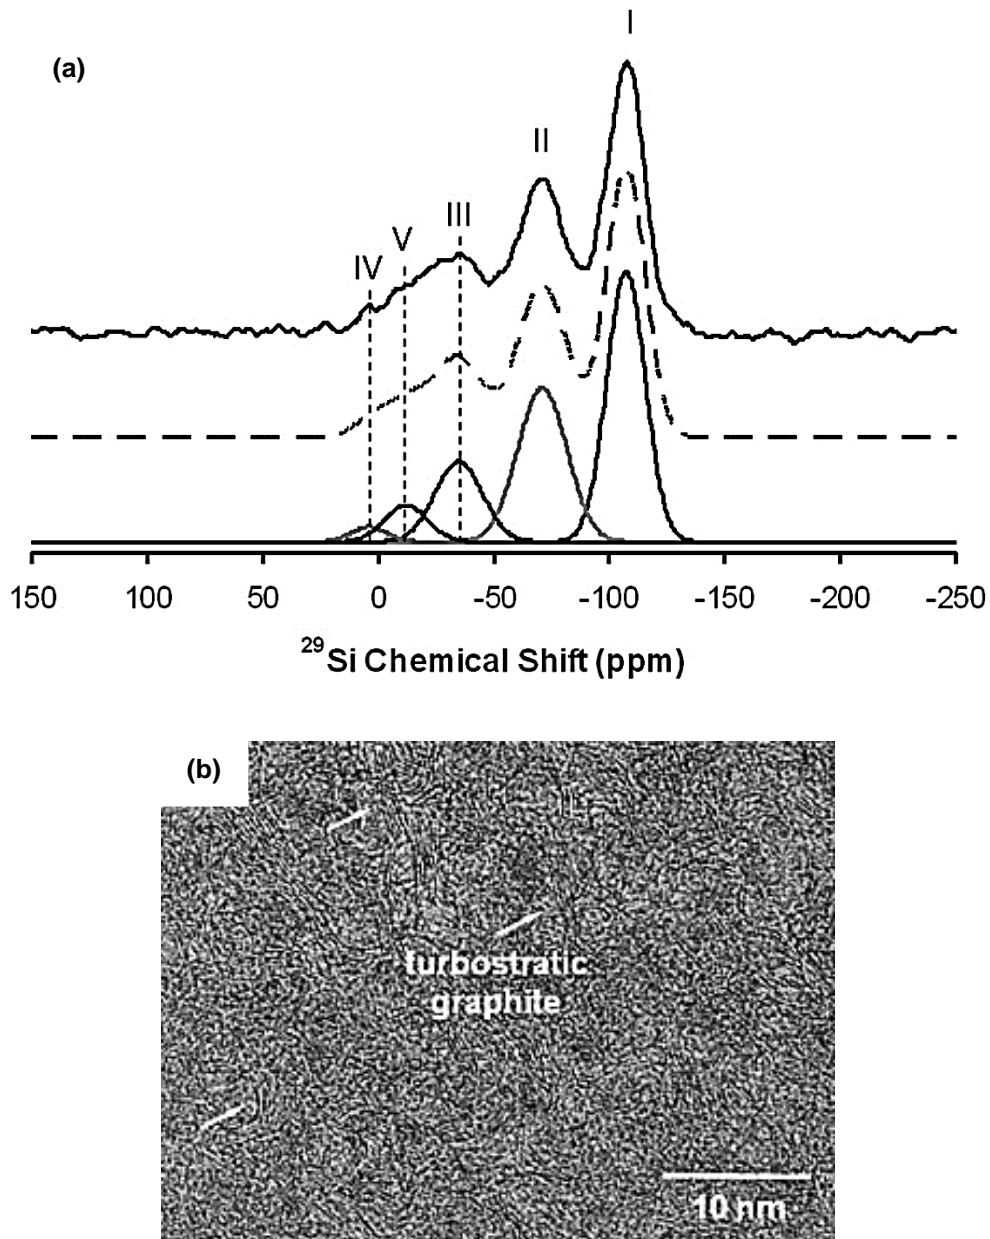 (a)
I
II
III
V
IV
150 100 50 0 -50 -100 -150 -200 -250
²⁹Si Chemical Shift (ppm)
(b)
turbostratic
graphite
10 nm